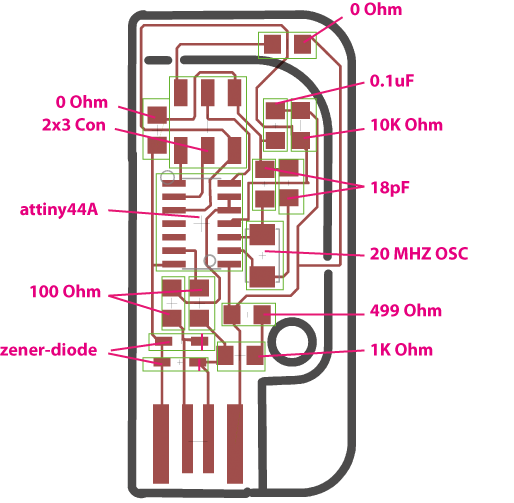 0 Ohm
0.1uF
0 Ohm
2x3 Con
10K Ohm
18pF
attiny44A
20 MHZ OSC
100 Ohm
499 Ohm
zener-diode
1K Ohm